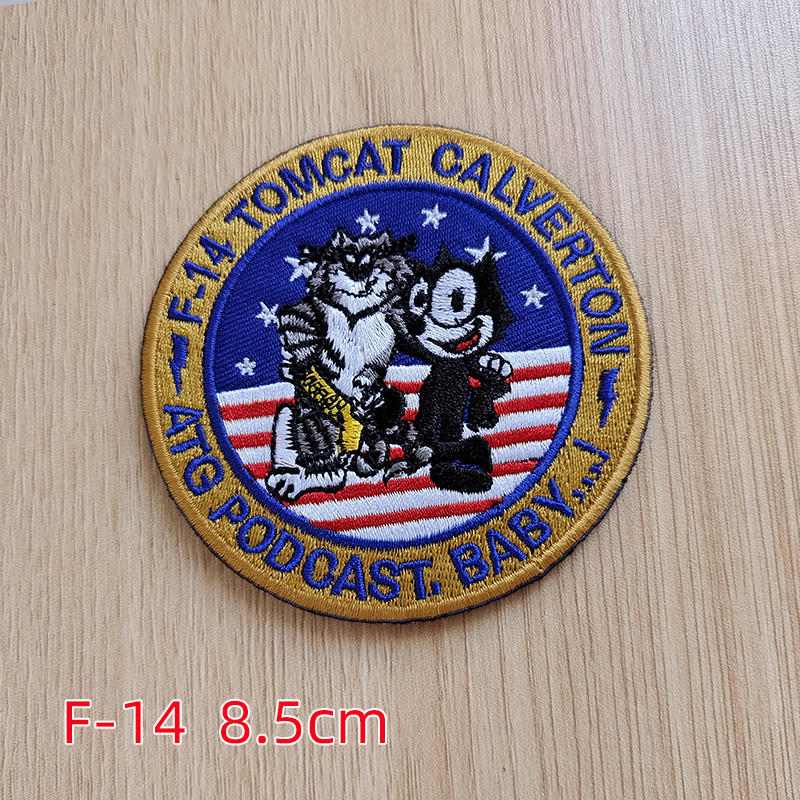 F-14 TOMCAT CALVERTON
ATG PODCAST, BABY,...!
F-14 8.5cm